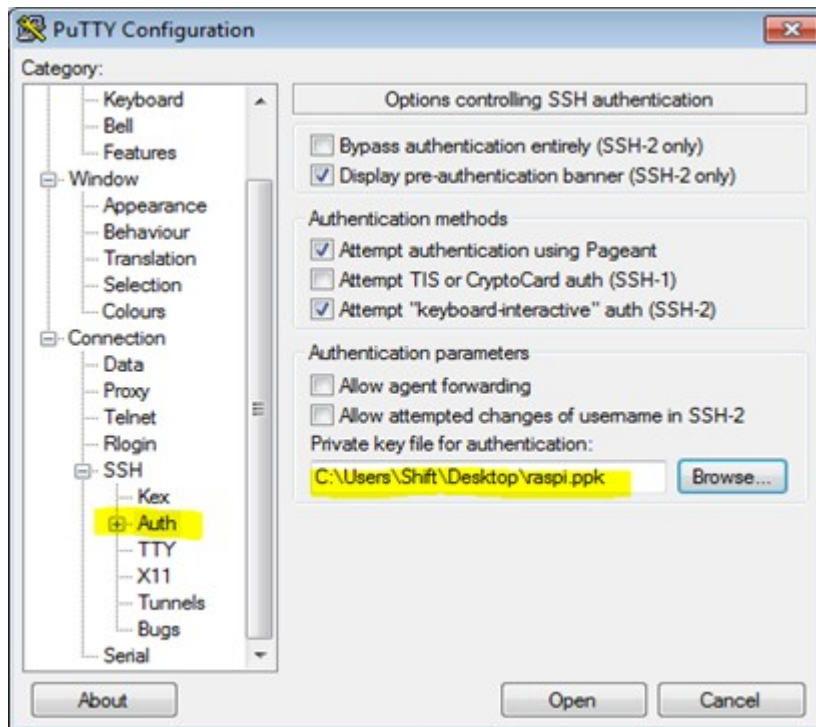 PuTTY Configuration
Category:
Keyboard
Bell
Features
Window
Appearance
Behaviour
Translation
Selection
Colours
Connection
Data
Proxy
Telnet
Rlogin
SSH
Kex
Auth
TTY
X11
Tunnels
Bugs
Serial
Options controlling SSH authentication
Bypass authentication entirely (SSH-2 only)
Display pre-authentication banner (SSH-2 only)
Authentication methods
Attempt authentication using Pageant
Attempt TIS or CryptoCard auth (SSH-1)
Attempt "keyboard-interactive" auth (SSH-2)
Authentication parameters
Allow agent forwarding
Allow attempted changes of username in SSH-2
Private key file for authentication:
C:\Users\Shift\Desktop\raspi.ppk
Browse...
About
Open
Cancel